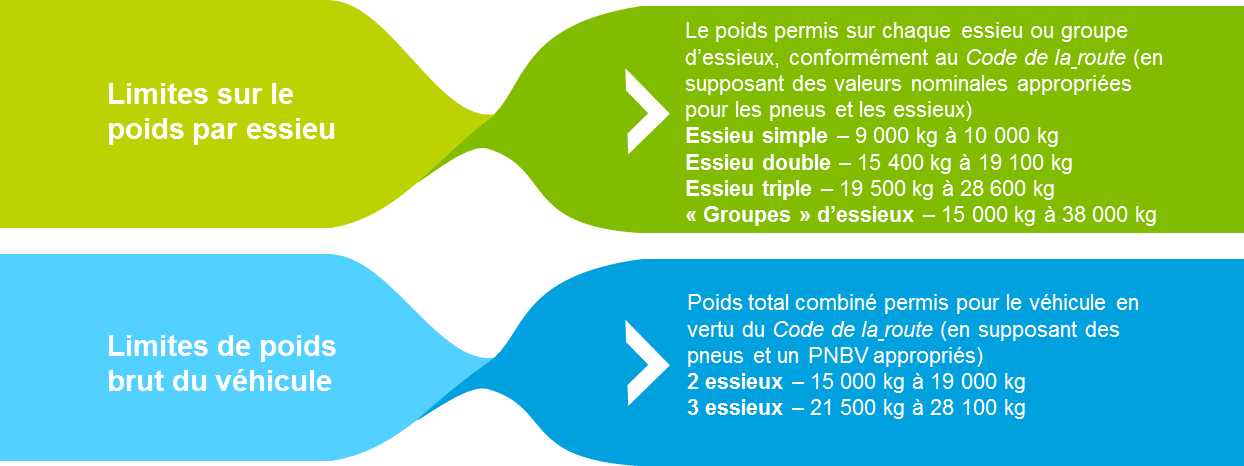 Limites sur le
poids par essieu
Le poids permis sur chaque essieu ou groupe
d’essieux, conformément au Code de la route (en
supposant des valeurs nominales appropriées
pour les pneus et les essieux)
Essieu simple – 9 000 kg à 10 000 kg
Essieu double – 15 400 kg à 19 100 kg
Essieu triple – 19 500 kg à 28 600 kg
« Groupes » d’essieux – 15 000 kg à 38 000 kg
Limites de poids
brut du véhicule
Poids total combiné permis pour le véhicule en
vertu du Code de la route (en supposant des
pneus et un PNBV appropriés)
2 essieux – 15 000 kg à 19 000 kg
3 essieux – 21 500 kg à 28 100 kg